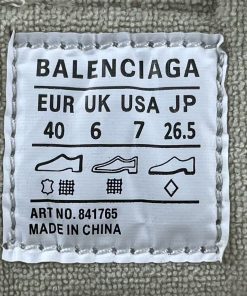 BALENCIAGA
EUR UK USA JP
40 6 7 26.5
ART NO. 841765
MADE IN CHINA